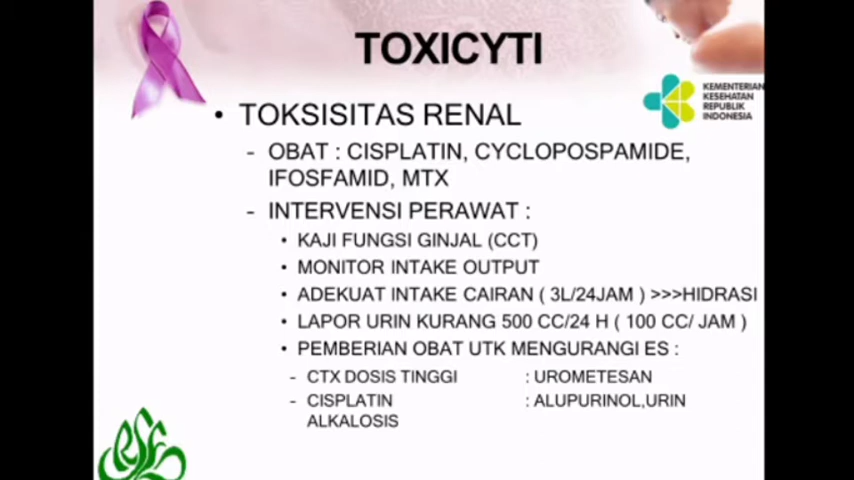 TOXICYTI
KEMENTERIAN
KESEHATAN
REPUBLIK
INDONESIA
• TOKSISITAS RENAL
- OBAT : CISPLATIN, CYCLOPOSPAMIDE,
IFOSFAMID, MTX
- INTERVENSI PERAWAT :
• KAJI FUNGSI GINJAL (CCT)
• MONITOR INTAKE OUTPUT
• ADEKUAT INTAKE CAIRAN ( 3L/24JAM ) >>>HIDRASI
• LAPOR URIN KURANG 500 CC/24 H ( 100 CC/ JAM )
• PEMBERIAN OBAT UTK MENGURANGI ES :
- CTX DOSIS TINGGI : UROMETESAN
- CISPLATIN : ALUPURINOL,URIN
ALKALOSIS